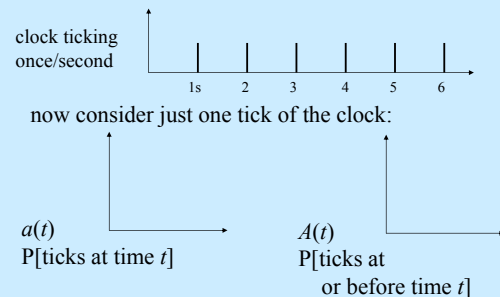 clock ticking
once/second
1s 2 3 4 5 6
now consider just one tick of the clock:
a(t)
P[ticks at time t]
A(t)
P[ticks at
or before time t]